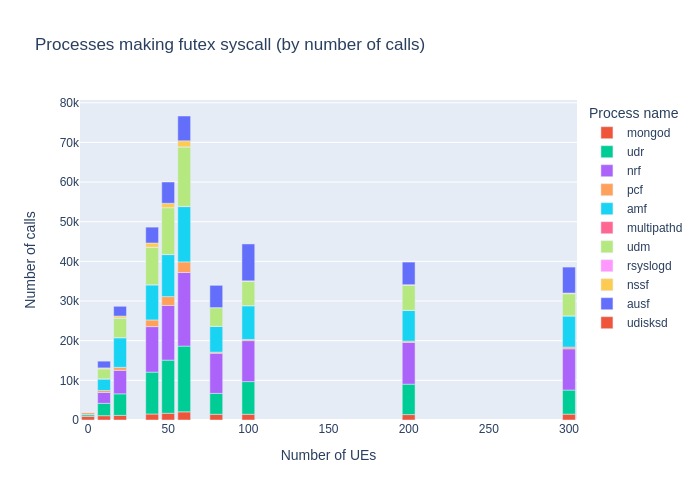 Processes making futex syscall (by number of calls)
80k
70k
60k
50k
40k
30k
20k
10k
0
Number of calls
0
50
100
150
200
250
300
Number of UEs
Process name
mongod
udr
nrf
pcf
amf
multipathd
udm
rsyslogd
nssf
ausf
udisksd